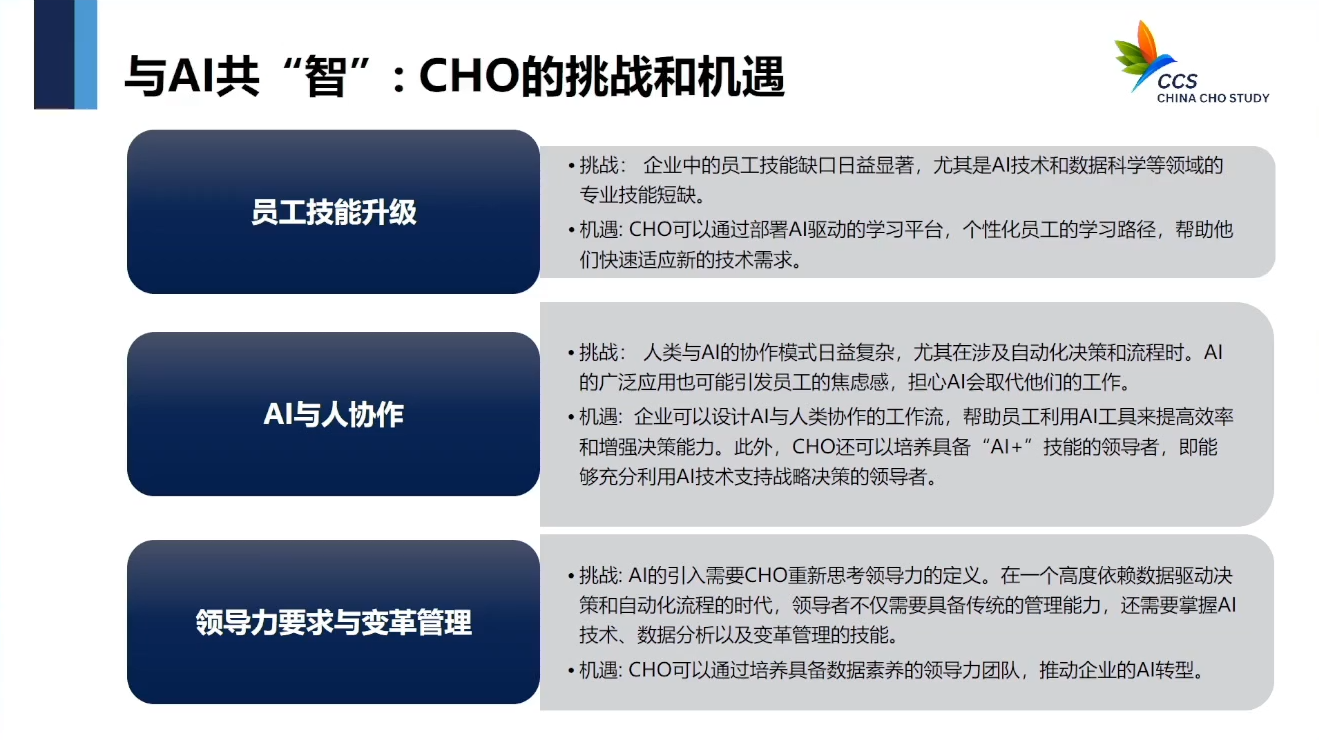 与AI共“智”：CHO的挑战和机遇
CCS
CHINA CHO STUDY
员工技能升级
•挑战： 企业中的员工技能缺口日益显著，尤其是AI技术和数据科学等领域的
专业技能短缺。
•机遇: CHO可以通过部署AI驱动的学习平台，个性化员工的学习路径，帮助他
们快速适应新的技术需求。
AI与人协作
•挑战： 人类与AI的协作模式日益复杂，尤其在涉及自动化决策和流程时。AI
的广泛应用也可能引发员工的焦虑感，担心AI会取代他们的工作。
•机遇: 企业可以设计AI与人类协作的工作流，帮助员工利用AI工具来提高效率
和增强决策能力。此外，CHO还可以培养具备“AI+”技能的领导者，即能
够充分利用AI技术支持战略决策的领导者。
领导力要求与变革管理
•挑战: AI的引入需要CHO重新思考领导力的定义。在一个高度依赖数据驱动决
策和自动化流程的时代，领导者不仅需要具备传统的管理能力，还需要掌握AI
技术、数据分析以及变革管理的技能。
•机遇: CHO可以通过培养具备数据素养的领导力团队，推动企业的AI转型。